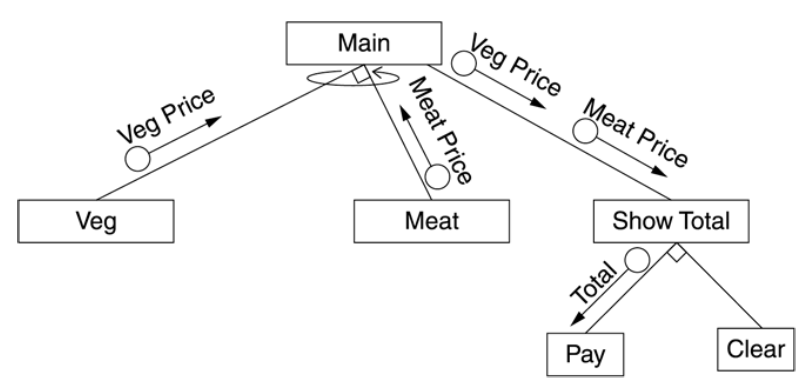 Main
Veg Price
Veg Price
Meat Price
Meat Price
Veg
Meat
Show Total
Total
Pay
Clear